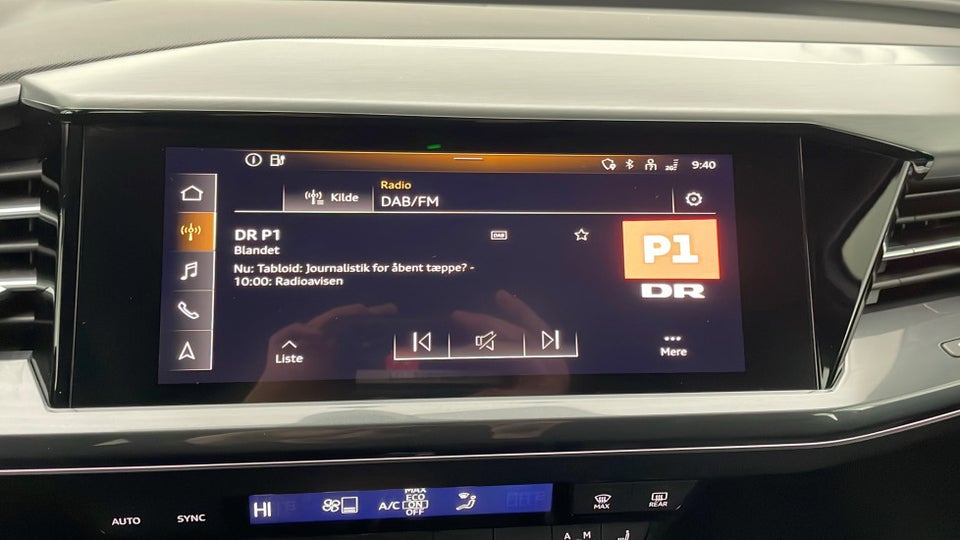 9:40
Kilde
Radio
DAB/FM
DR P1
DAB
Blandet
Nu: Tabloid: Journalistik for åbent tæppe? -
10:00: Radioavisen
P1
DR
Liste
Mere
AUTO
SYNC
HI
A/C
MAX
ECO
ON
OFF
MAX
REAR
A
M